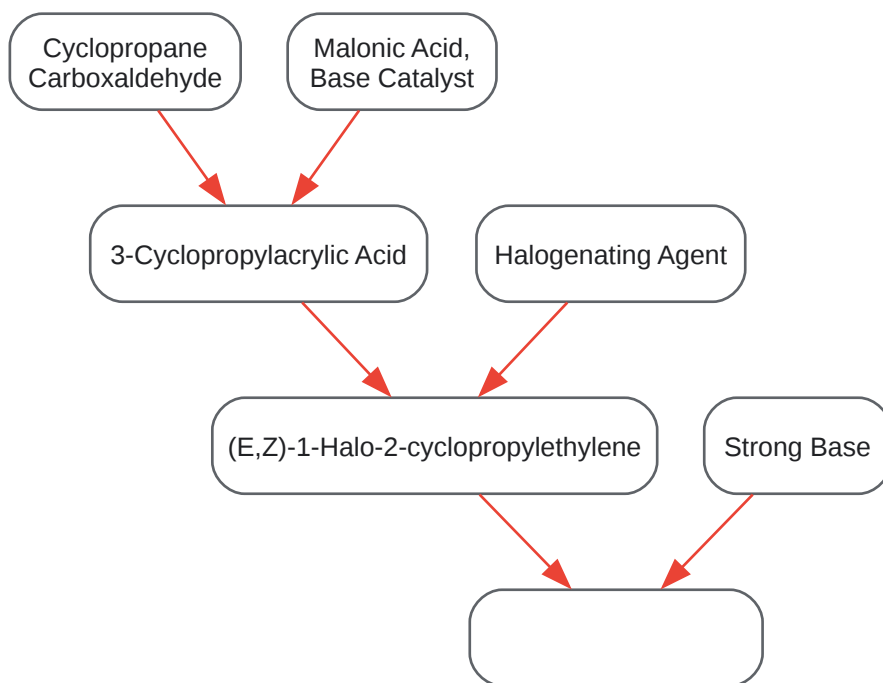 Cyclopropane
Carboxaldehyde
Malonic Acid,
Base Catalyst
3-Cyclopropylacrylic Acid
Halogenating Agent
(E,Z)-1-Halo-2-cyclopropylethylene
Strong Base